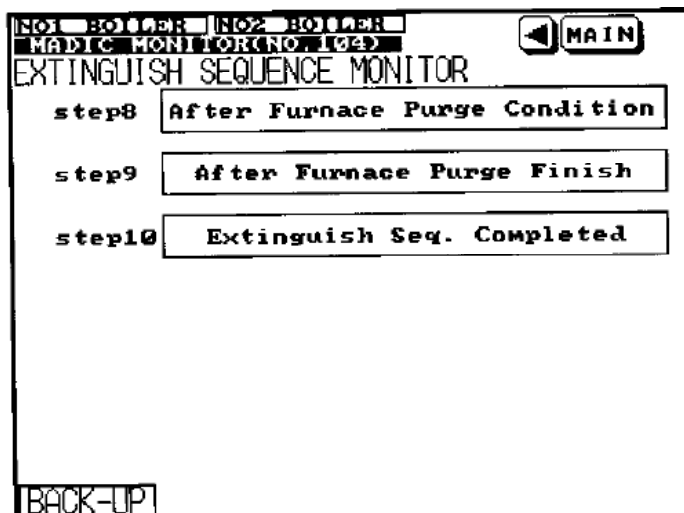 NO1 BOILER NO2 BOILER
MADIC MONITOR(NO.104)
MAIN
EXTINGUISH SEQUENCE MONITOR
step8 After Furnace Purge Condition
step9 After Furnace Purge Finish
step10 Extinguish Seq. Completed
BACK-UP